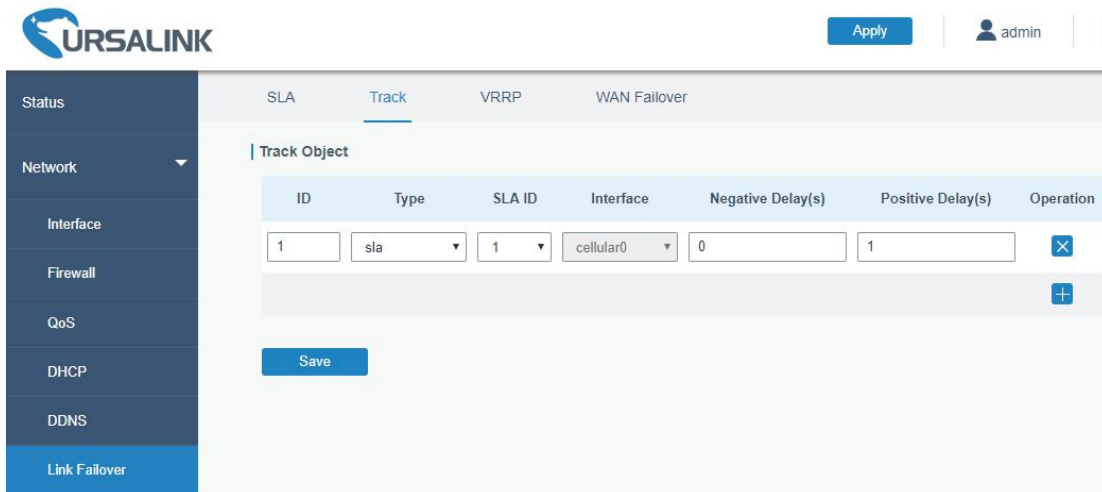 URSALINK
Apply
admin
Status
SLA Track VRRP WAN Failover
Track Object
Network
ID Type SLA ID Interface Negative Delay(s) Positive Delay(s) Operation
1 sla 1 cellular0 0 1
Interface
Firewall
QoS
Save
DHCP
DDNS
Link Failover